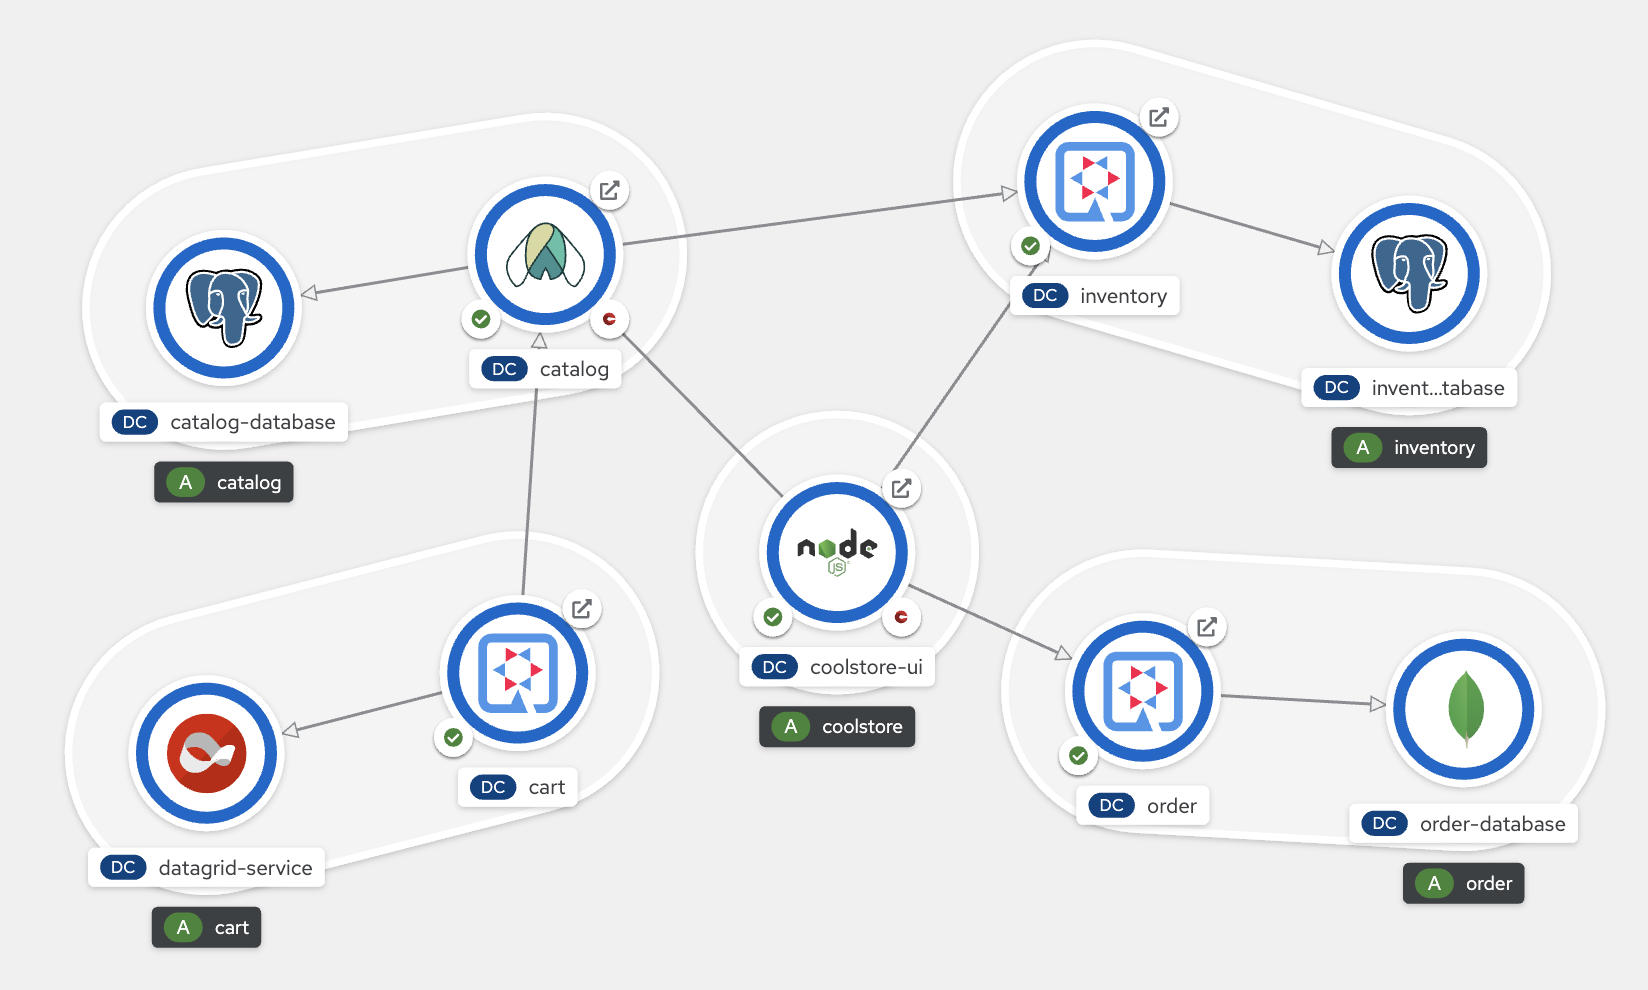 DC inventory
DC catalog
DC invent...tabase
DC catalog-database
A inventory
A catalog
node
JS
DC coolstore-ui
A coolstore
DC cart
DC order
DC order-database
DC datagrid-service
A order
A cart